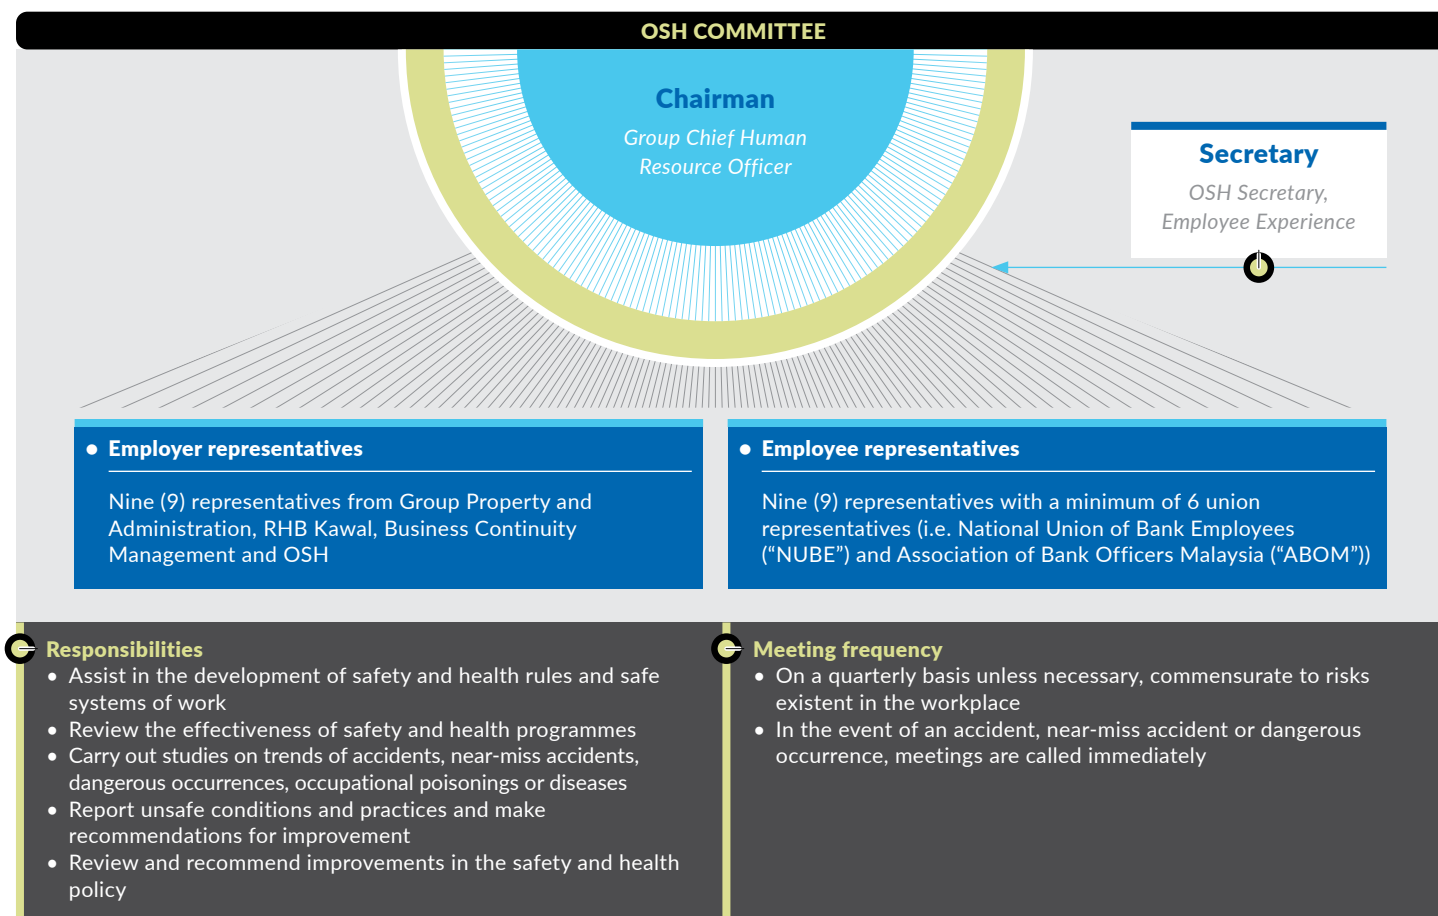 OSH COMMITTEE
Chairman
Group Chief Human
Resource Officer
Secretary
OSH Secretary,
Employee Experience
• Employer representatives
Nine (9) representatives from Group Property and
Administration, RHB Kawal, Business Continuity
Management and OSH
• Employee representatives
Nine (9) representatives with a minimum of 6 union
representatives (i.e. National Union of Bank Employees
(“NUBE”) and Association of Bank Officers Malaysia (“ABOM”))
Responsibilities
• Assist in the development of safety and health rules and safe
systems of work
• Review the effectiveness of safety and health programmes
• Carry out studies on trends of accidents, near-miss accidents,
dangerous occurrences, occupational poisonings or diseases
• Report unsafe conditions and practices and make
recommendations for improvement
• Review and recommend improvements in the safety and health
policy
Meeting frequency
• On a quarterly basis unless necessary, commensurate to risks
existent in the workplace
• In the event of an accident, near-miss accident or dangerous
occurrence, meetings are called immediately